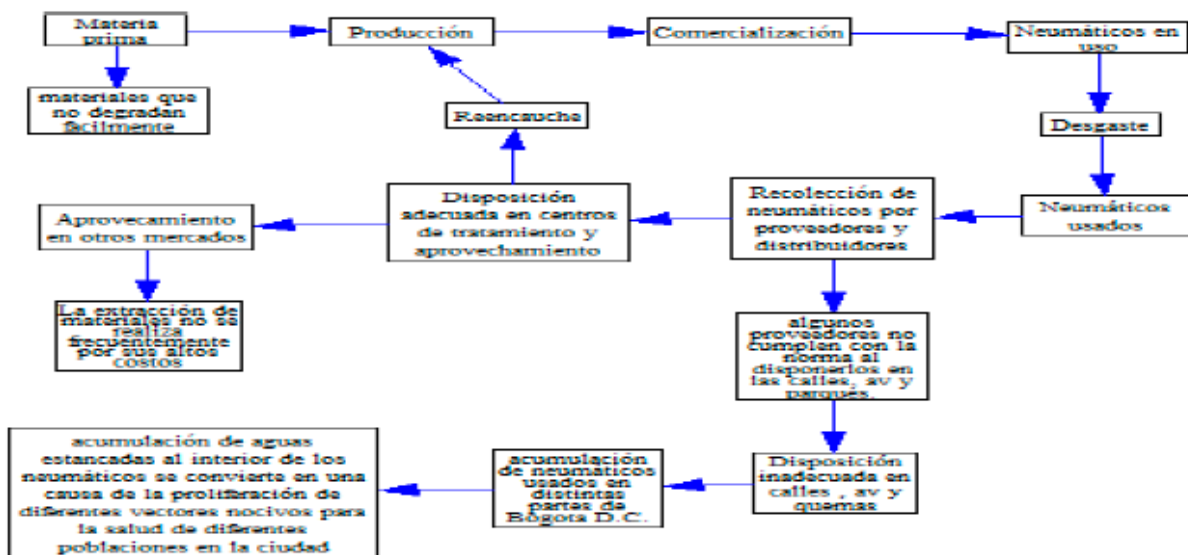 Materia
prima
Producción
Comercialización
Neumáticos en
uso
materiales que
no degradan
fácilmente
Reencauche
Desgaste
Aprovecamiento
en otros mercados
Disposición
adecuada en centros
de tratamiento y
aprovechamiento
Recolección de
neumáticos por
proveedores y
distribuidores
Neumáticos
usados
La extracción de
materiales no se
realiza
frecuentemente
por sus altos
costos
algunos
proveedores no
cumplen con la
norma al
disponerlos en
las calles, av y
parqués.
acumulación de aguas
estancadas al interior de los
neumáticos se convierte en una
causa de la proliferación de
diferentes vectores nocivos para
la salud de diferentes
poblaciones en la ciudad
acumulación
de neumáticos
usados en
distintas
partes de
Bógota D.C.
Disposición
inadecuada en
calles , av y
quemas